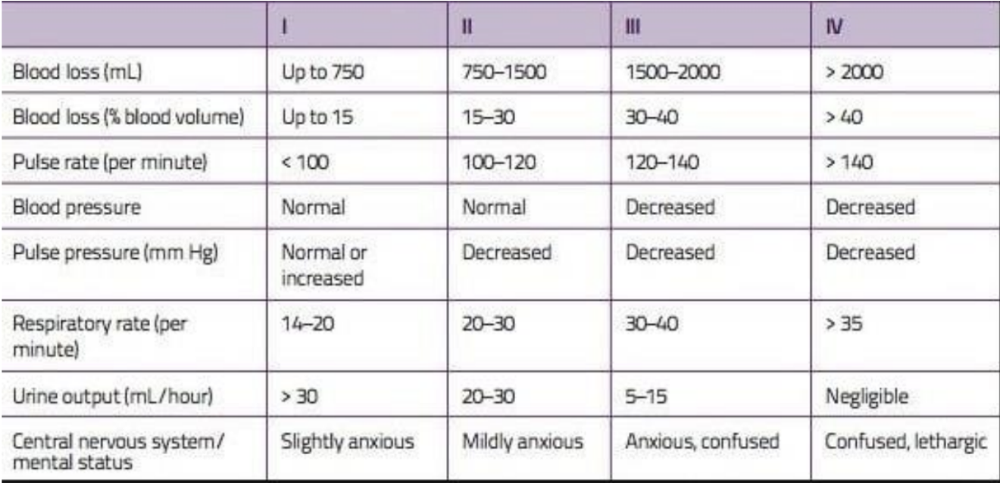 I II III IV
Blood loss (mL) Up to 750 750–1500 1500–2000 > 2000
Blood loss (% blood volume) Up to 15 15–30 30–40 > 40
Pulse rate (per minute) < 100 100–120 120–140 > 140
Blood pressure Normal Normal Decreased Decreased
Pulse pressure (mm Hg) Normal or Decreased Decreased Decreased
increased
Respiratory rate (per 14–20 20–30 30–40 > 35
minute)
Urine output (mL/hour) > 30 20–30 5–15 Negligible
Central nervous system/ Slightly anxious Mildly anxious Anxious, confused Confused, lethargic
mental status